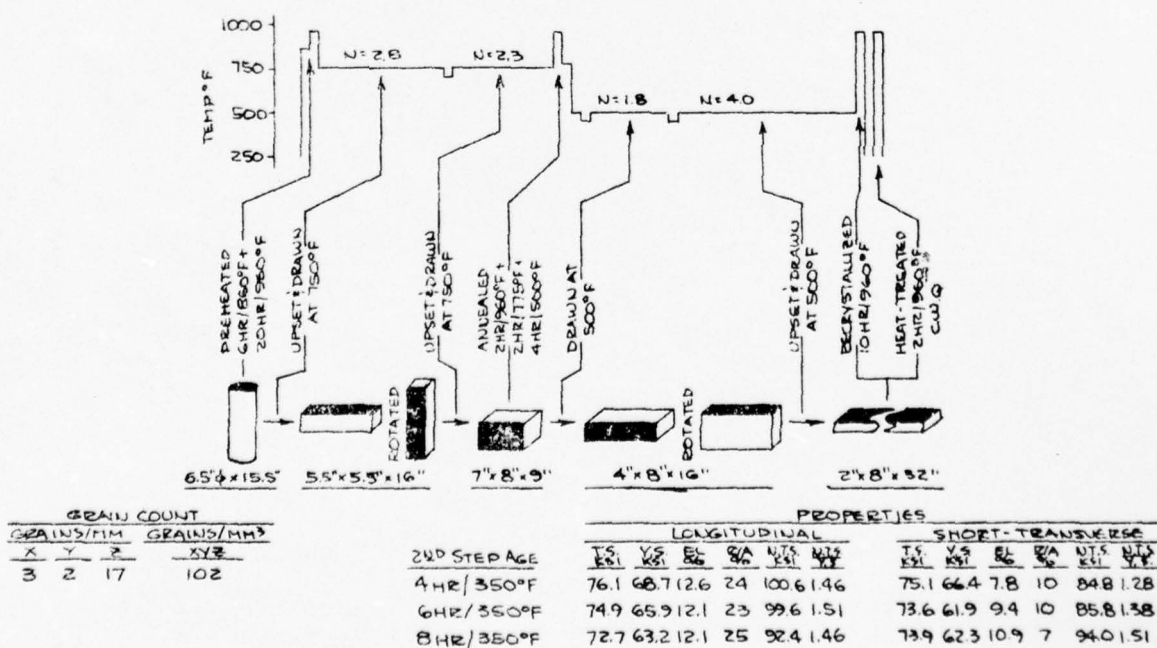 1000
750
500
250
TEMP °F
N=2.8
N=2.3
N=1.8
N=4.0
PREHEATED
6HR/860°F +
20HR/960°F
UPSET & DRAWN
AT 750°F
UPSET & DRAWN
AT 750°F
ANNEALED
2HR/960°F +
2HR/775°F +
4HR/500°F
DRAWN AT
500°F
UPSET & DRAWN
AT 500°F
RECRYSTALLIZED
10HR/960°F
HEAT-TREATED
2HR/960°F
C.W.Q
ROTATED
ROTATED
6.5"ϕ x 15.5" 5.5" x 5.5" x 16" 7" x 8" x 9" 4" x 8" x 16" 2" x 8" x 32"
GRAIN COUNT
GRAINS/MM GRAINS/MM³
X Y Z XYZ
3 2 17 102
PROPERTIES
LONGITUDINAL SHORT-TRANSVERSE
2ND STEP AGE T.S. KSI Y.S. KSI EL % R/A % N.T.S. KSI N.T.S. Y.S. T.S. KSI Y.S. KSI EL % R/A % N.T.S. KSI N.T.S. Y.S.
4HR/350°F 76.1 68.7 12.6 24 100.6 1.46 75.1 66.4 7.8 10 84.8 1.28
6HR/350°F 74.9 65.9 12.1 23 99.6 1.51 73.6 61.9 9.4 10 85.8 1.38
8HR/350°F 72.7 63.2 12.1 25 92.4 1.46 73.9 62.3 10.9 7 94.0 1.51